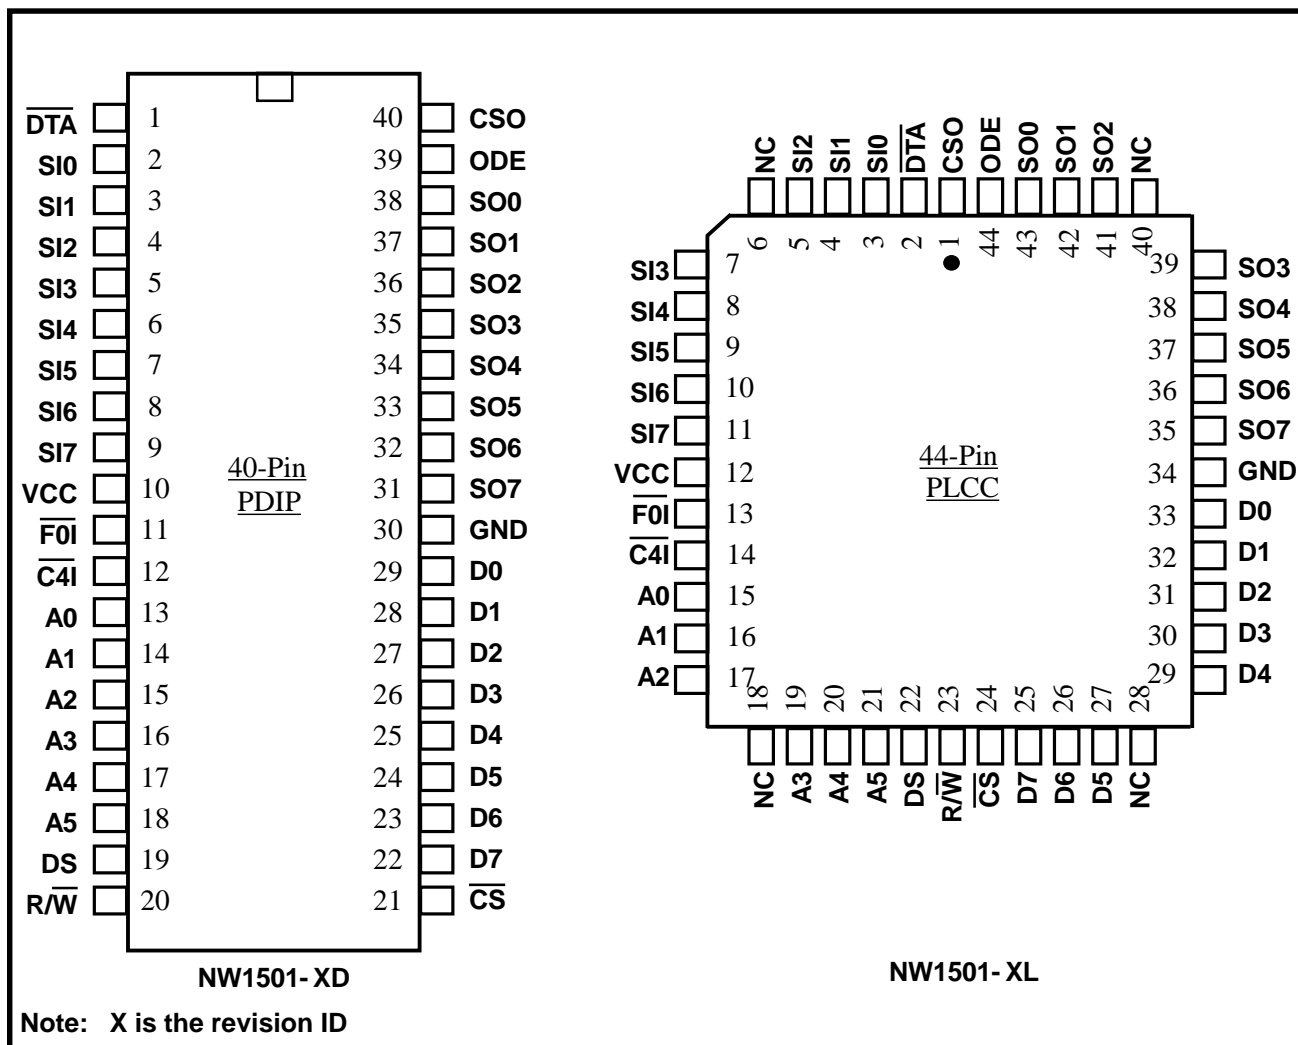 D̅T̅A̅ 1 40 CSO
SI0 2 39 ODE
SI1 3 38 SO0
SI2 4 37 SO1
SI3 5 36 SO2
SI4 6 35 SO3
SI5 7 34 SO4
SI6 8 33 SO5
SI7 9 32 SO6
VCC 10 31 SO7
F̅0̅I̅ 11 30 GND
C̅4̅I̅ 12 29 D0
A0 13 28 D1
A1 14 27 D2
A2 15 26 D3
A3 16 25 D4
A4 17 24 D5
A5 18 23 D6
DS 19 22 D7
R/W̅ 20 21 C̅S̅
40-Pin
PDIP
NW1501-XD
NC SI2 SI1 SI0 D̅T̅A̅ CSO ODE SO0 SO1 SO2 NC
6 5 4 3 2 1 44 43 42 41 40
SI3 7 39 SO3
SI4 8 38 SO4
SI5 9 37 SO5
SI6 10 36 SO6
SI7 11 35 SO7
VCC 12 34 GND
F̅0̅I̅ 13 33 D0
C̅4̅I̅ 14 32 D1
A0 15 31 D2
A1 16 30 D3
A2 17 29 D4
44-Pin
PLCC
18 19 20 21 22 23 24 25 26 27 28
NC A3 A4 A5 DS R/W̅ C̅S̅ D7 D6 D5 NC
NW1501-XL
Note: X is the revision ID